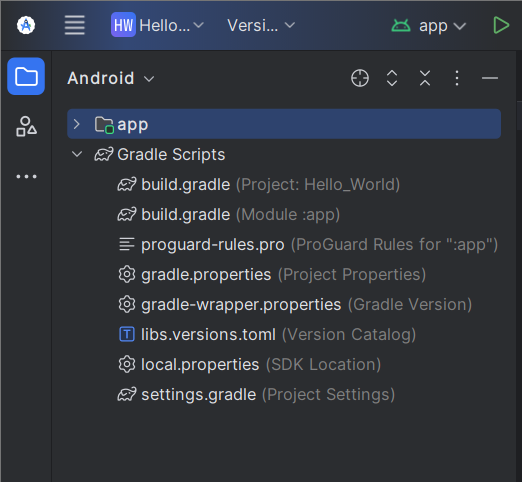 HW Hello... Versi... app
Android
app
Gradle Scripts
build.gradle (Project: Hello_World)
build.gradle (Module :app)
proguard-rules.pro (ProGuard Rules for ":app")
gradle.properties (Project Properties)
gradle-wrapper.properties (Gradle Version)
T libs.versions.toml (Version Catalog)
local.properties (SDK Location)
settings.gradle (Project Settings)